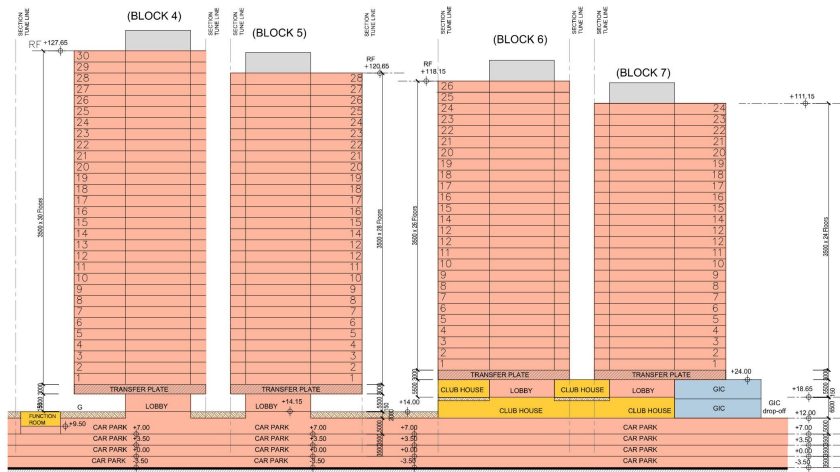 SECTION
TUNE LINE
(BLOCK 4)
SECTION
TUNE LINE
SECTION
TUNE LINE
(BLOCK 5)
SECTION
TUNE LINE
SECTION
TUNE LINE
(BLOCK 6)
SECTION
TUNE LINE
SECTION
TUNE LINE
(BLOCK 7)
RF +127.65
RF
+120.65
RF
+118.15
+111.15
30
29
28
27
26
25
24
23
22
21
20
19
18
17
16
15
14
13
12
11
10
9
8
7
6
5
4
3
2
1
28
27
26
25
24
23
22
21
20
19
18
17
16
15
14
12
12
11
10
9
8
7
6
5
4
3
2
1
26
25
24
23
22
21
20
19
18
17
16
15
14
12
12
11
10
9
8
7
6
5
4
3
2
1
24
23
22
21
20
19
18
17
16
15
14
12
12
11
10
9
8
7
6
5
4
3
2
1
3500 x 30 Floors
3500 x 28 Floors
3500 x 26 Floors
3500 x 24 Floors
TRANSFER PLATE
TRANSFER PLATE
TRANSFER PLATE
TRANSFER PLATE
+24.00
CLUB HOUSE
LOBBY
CLUB HOUSE
LOBBY
GIC
+18.65
G
LOBBY
LOBBY
+14.15
+14.00
CLUB HOUSE
CLUB HOUSE
GIC
GIC
drop-off
+12.00
FUNCTION
ROOM
+9.50
CAR PARK +7.00
CAR PARK +7.00
+7.00
CAR PARK
+7.00
CAR PARK +3.50
CAR PARK +3.50
+3.50
CAR PARK
+3.50
CAR PARK +0.00
CAR PARK +0.00
+0.00
CAR PARK
+0.00
CAR PARK -3.50
CAR PARK -3.50
-3.50
CAR PARK
-3.50